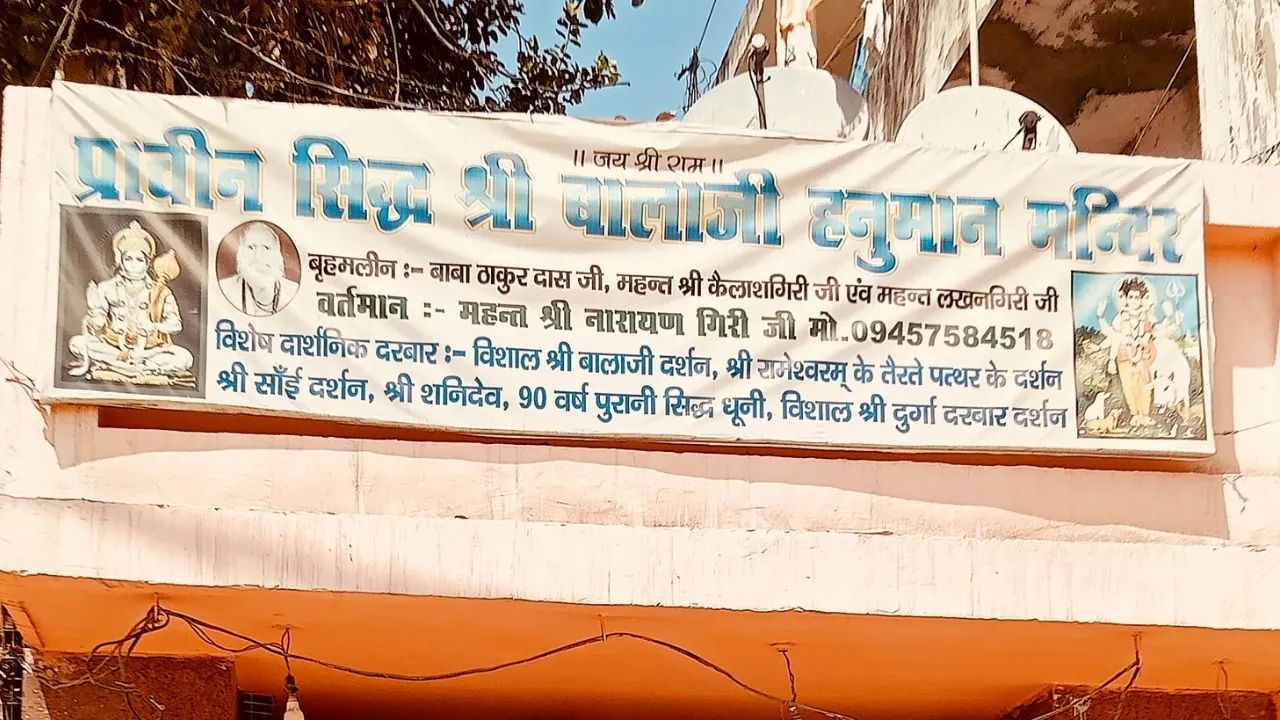 ।। जय श्री राम ।।
प्राचीन सिद्ध श्री बालाजी हनुमान मन्दिर
बृहमलीन :- बाबा ठाकुर दास जी, महन्त श्री कैलाशगिरी जी एंव महन्त लखनगिरी जी
वर्तमान :- महन्त श्री नारायण गिरी जी मो.09457584518
विशेष दार्शनिक दरबार :- विशाल श्री बालाजी दर्शन, श्री रामेश्वरम् के तैरते पत्थर के दर्शन
श्री साँई दर्शन, श्री शनिदेव, 90 वर्ष पुरानी सिद्ध धूनी, विशाल श्री दुर्गा दरबार दर्शन